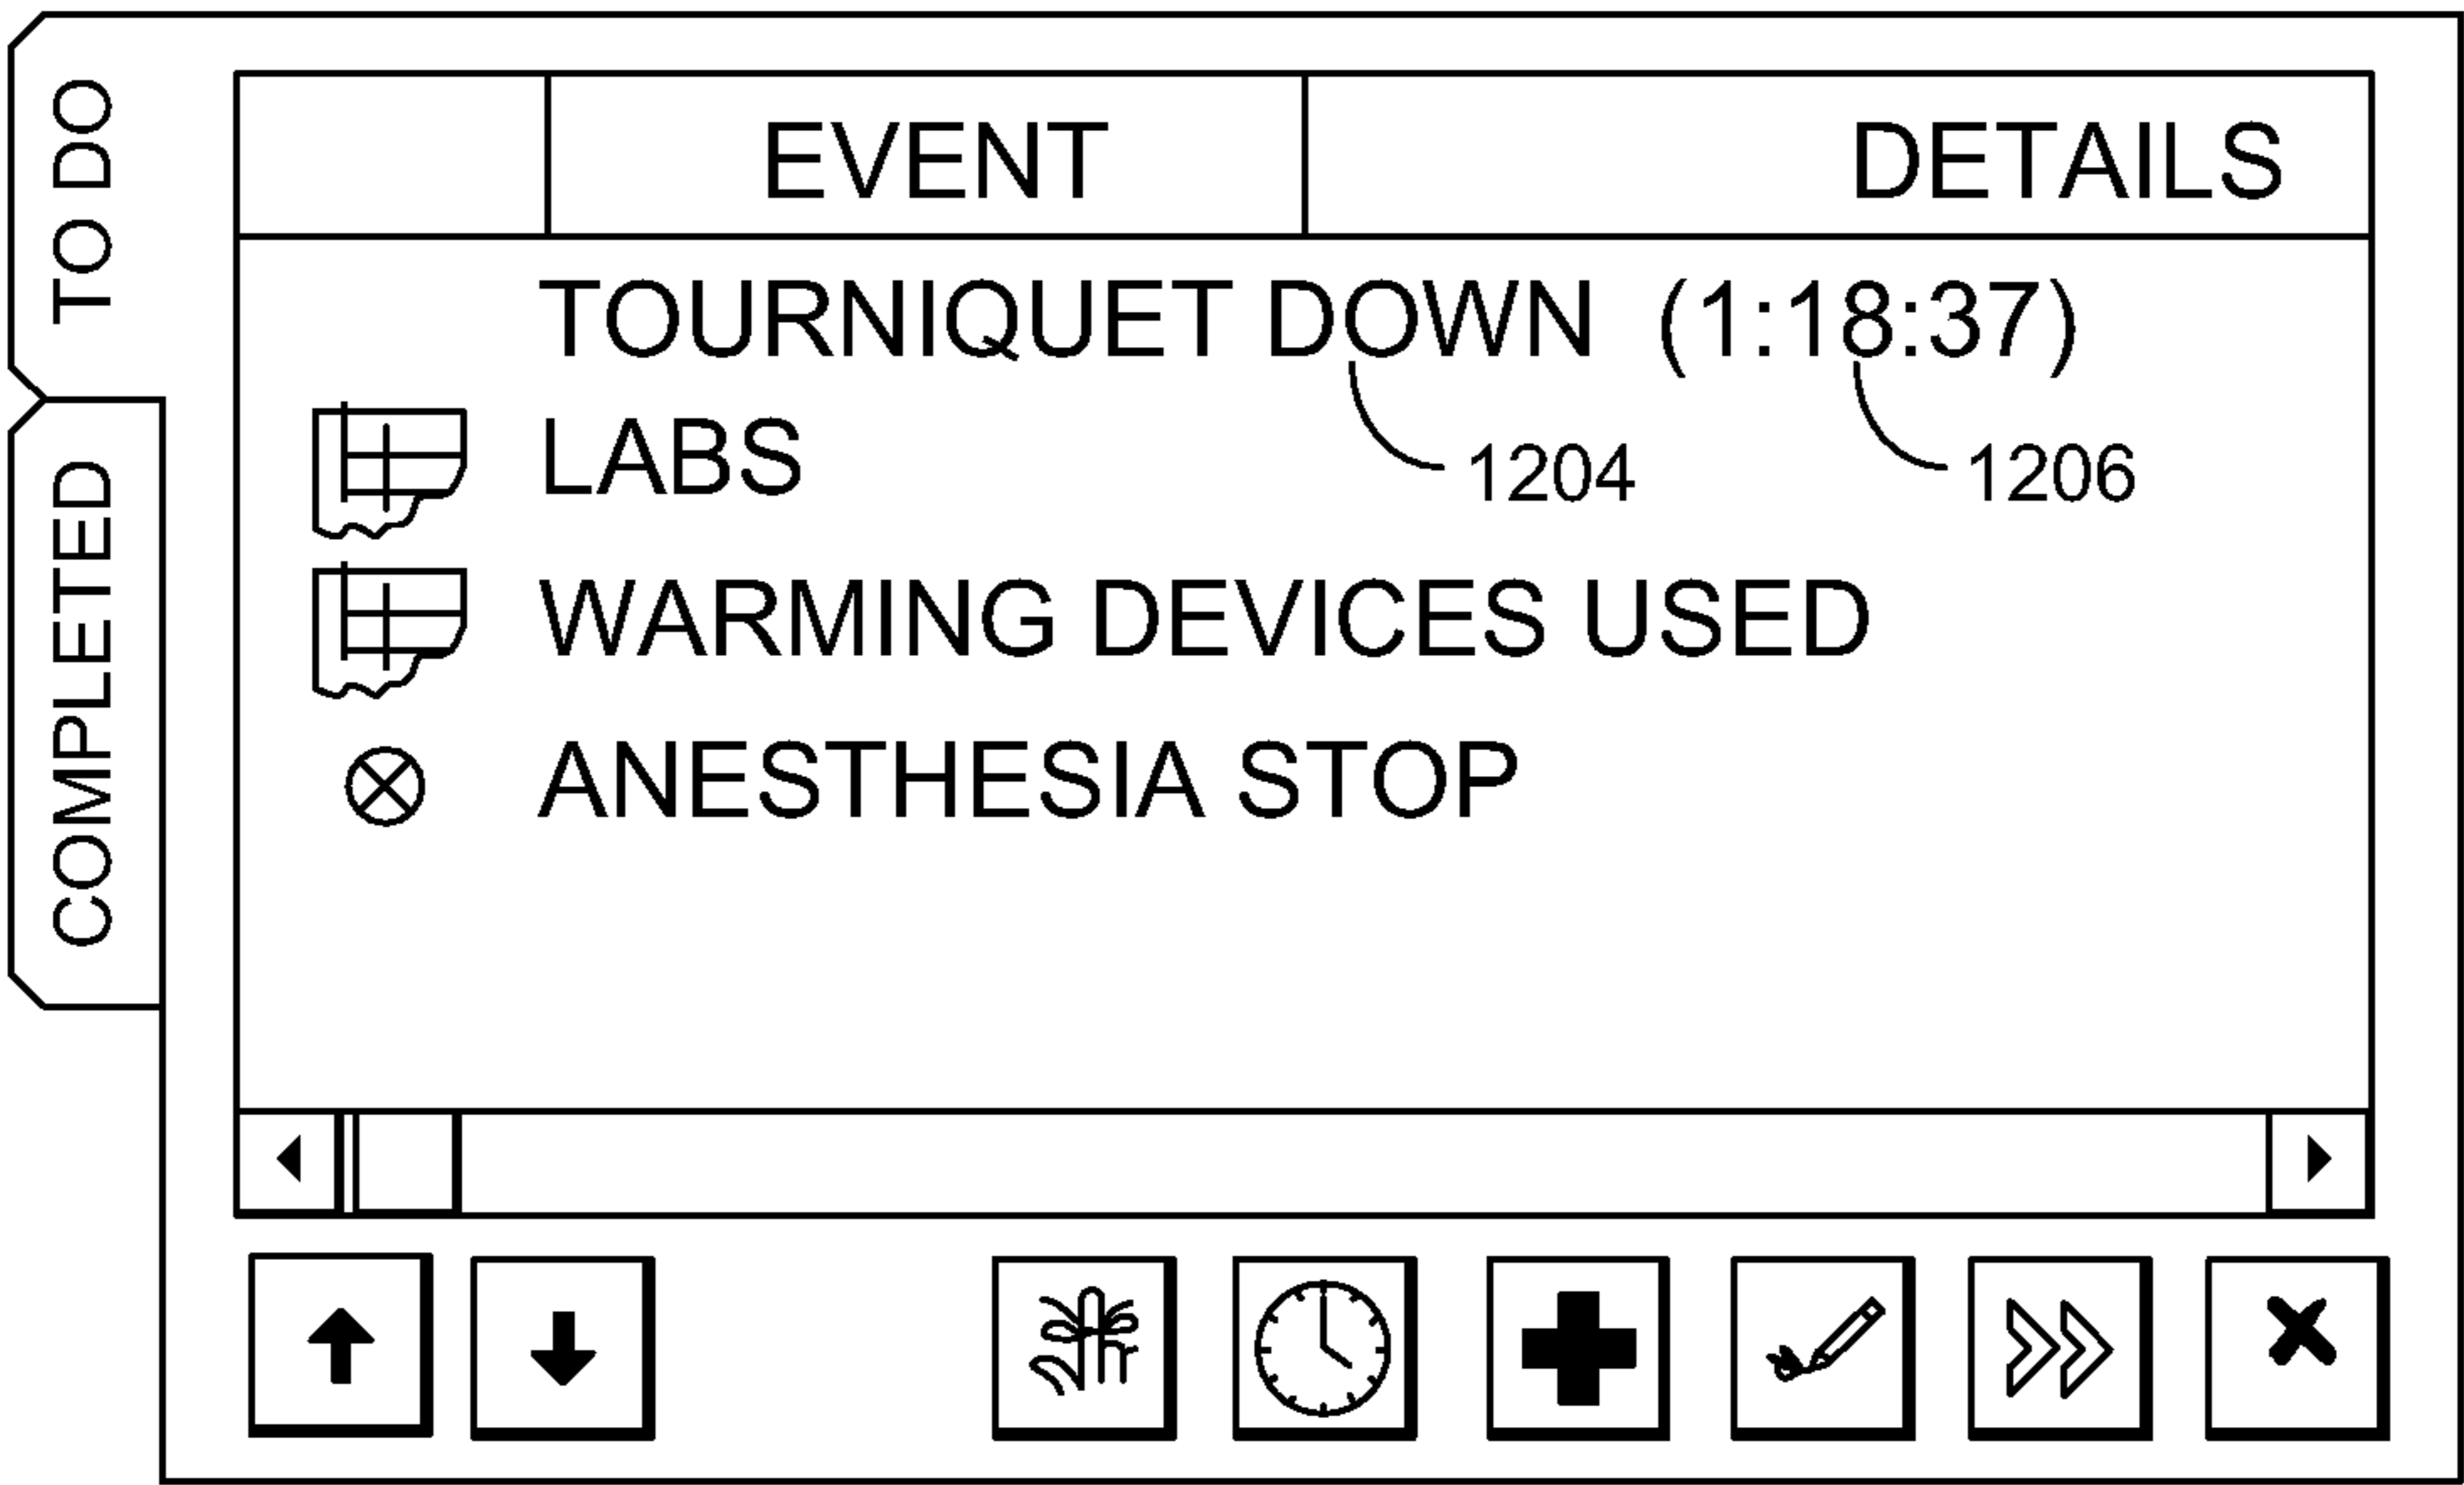 TO DO
COMPLETED
EVENT DETAILS
TOURNIQUET DOWN (1:18:37)
LABS 1204 1206
WARMING DEVICES USED
ANESTHESIA STOP